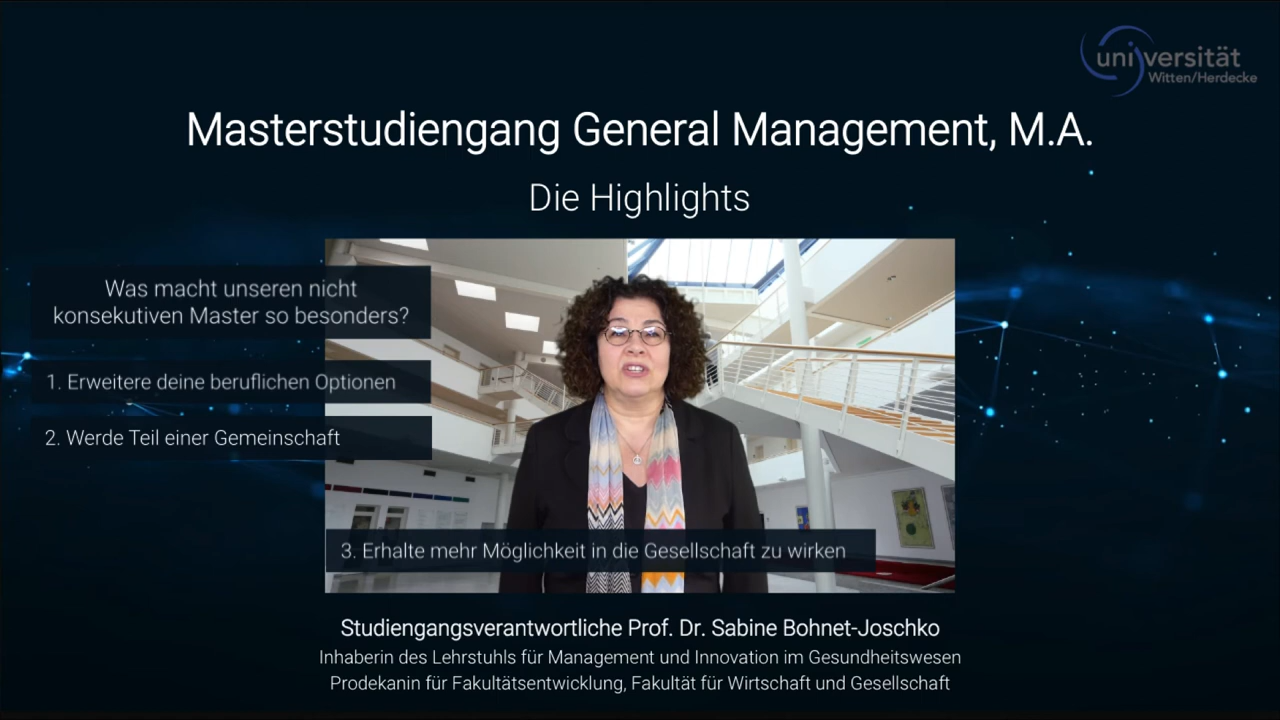 universität
Witten/Herdecke
Masterstudiengang General Management, M.A.
Die Highlights
Was macht unseren nicht
konsekutiven Master so besonders?
1. Erweitere deine beruflichen Optionen
2. Werde Teil einer Gemeinschaft
3. Erhalte mehr Möglichkeit in die Gesellschaft zu wirken
Studiengangsverantwortliche Prof. Dr. Sabine Bohnet-Joschko
Inhaberin des Lehrstuhls für Management und Innovation im Gesundheitswesen
Prodekanin für Fakultätsentwicklung, Fakultät für Wirtschaft und Gesellschaft